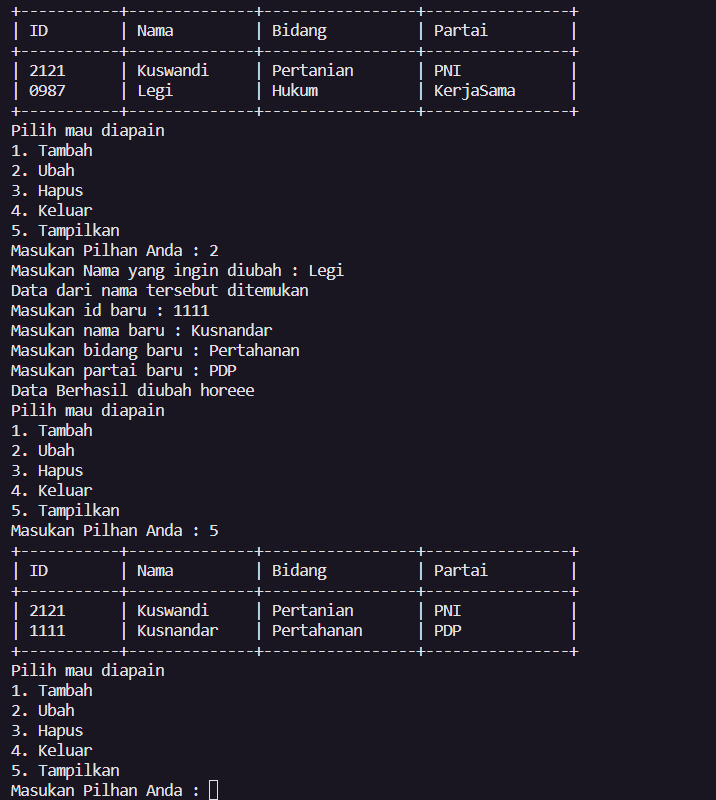 +-----------+--------------+-----------------+----------------+
| ID        | Nama         | Bidang          | Partai         |
+-----------+--------------+-----------------+----------------+
| 2121      | Kuswandi     | Pertanian       | PNI            |
| 0987      | Legi         | Hukum           | KerjaSama      |
+-----------+--------------+-----------------+----------------+
Pilih mau diapain
1. Tambah
2. Ubah
3. Hapus
4. Keluar
5. Tampilkan
Masukan Pilhan Anda : 2
Masukan Nama yang ingin diubah : Legi
Data dari nama tersebut ditemukan
Masukan id baru : 1111
Masukan nama baru : Kusnandar
Masukan bidang baru : Pertahanan
Masukan partai baru : PDP
Data Berhasil diubah horeee
Pilih mau diapain
1. Tambah
2. Ubah
3. Hapus
4. Keluar
5. Tampilkan
Masukan Pilhan Anda : 5
+-----------+--------------+-----------------+----------------+
| ID        | Nama         | Bidang          | Partai         |
+-----------+--------------+-----------------+----------------+
| 2121      | Kuswandi     | Pertanian       | PNI            |
| 1111      | Kusnandar    | Pertahanan      | PDP            |
+-----------+--------------+-----------------+----------------+
Pilih mau diapain
1. Tambah
2. Ubah
3. Hapus
4. Keluar
5. Tampilkan
Masukan Pilhan Anda :